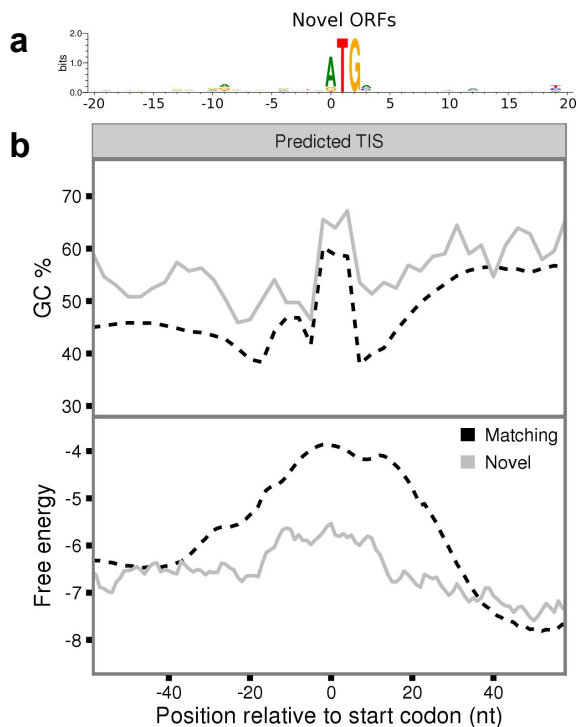 a
Novel ORFs
bits
2.0
1.0
0.0
ATG
-20 -15 -10 -5 0 5 10 15 20
b
Predicted TIS
GC %
70
60
50
40
30
Matching
Novel
Free energy
-4
-5
-6
-7
-8
-40 -20 0 20 40
Position relative to start codon (nt)